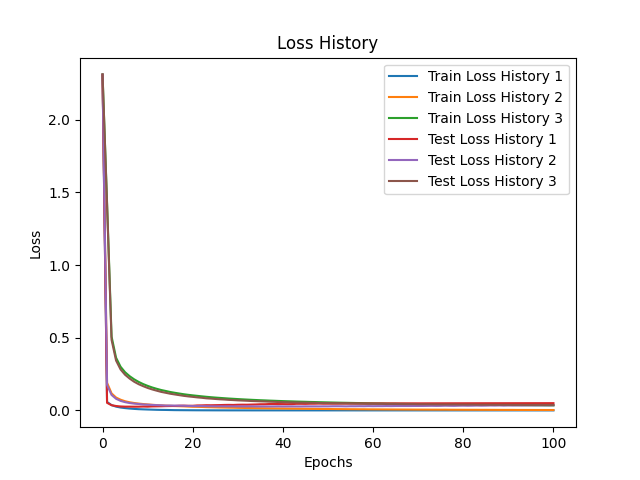 Loss History
Train Loss History 1
Train Loss History 2
Train Loss History 3
Test Loss History 1
Test Loss History 2
Test Loss History 3
2.0
1.5
1.0
0.5
0.0
Loss
0 20 40 60 80 100
Epochs